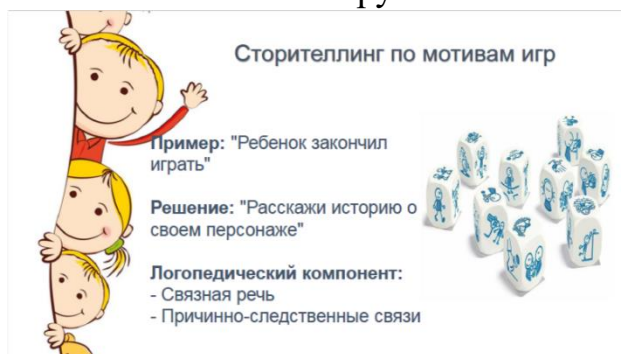 Сторителлинг по мотивам игр
Пример: "Ребенок закончил
играть"
Решение: "Расскажи историю о
своем персонаже"
Логопедический компонент:
- Связная речь
- Причинно-следственные связи